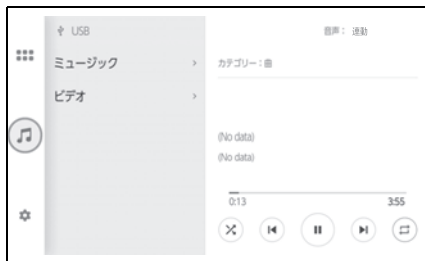 USB
音声： 連動
ミュージック
カテゴリー：曲
ビデオ
(No data)
(No data)
0:13
3:55